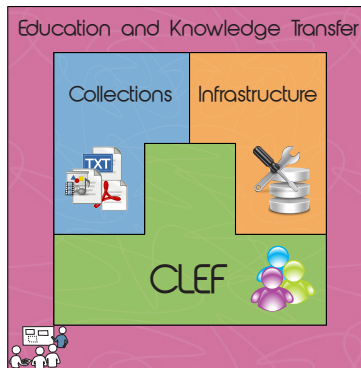 Education and Knowledge Transfer
Collections
Infrastructure
TXT
CLEF